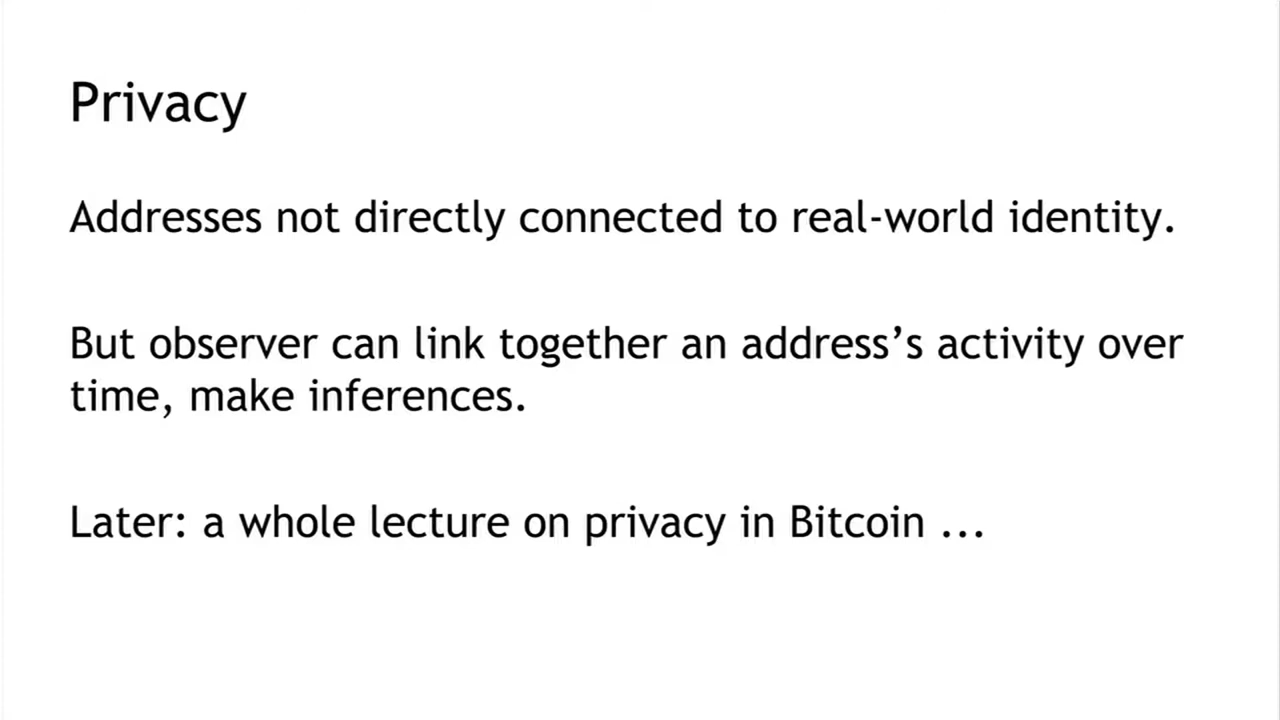 Privacy
Addresses not directly connected to real-world identity.
But observer can link together an address’s activity over
time, make inferences.
Later: a whole lecture on privacy in Bitcoin ...